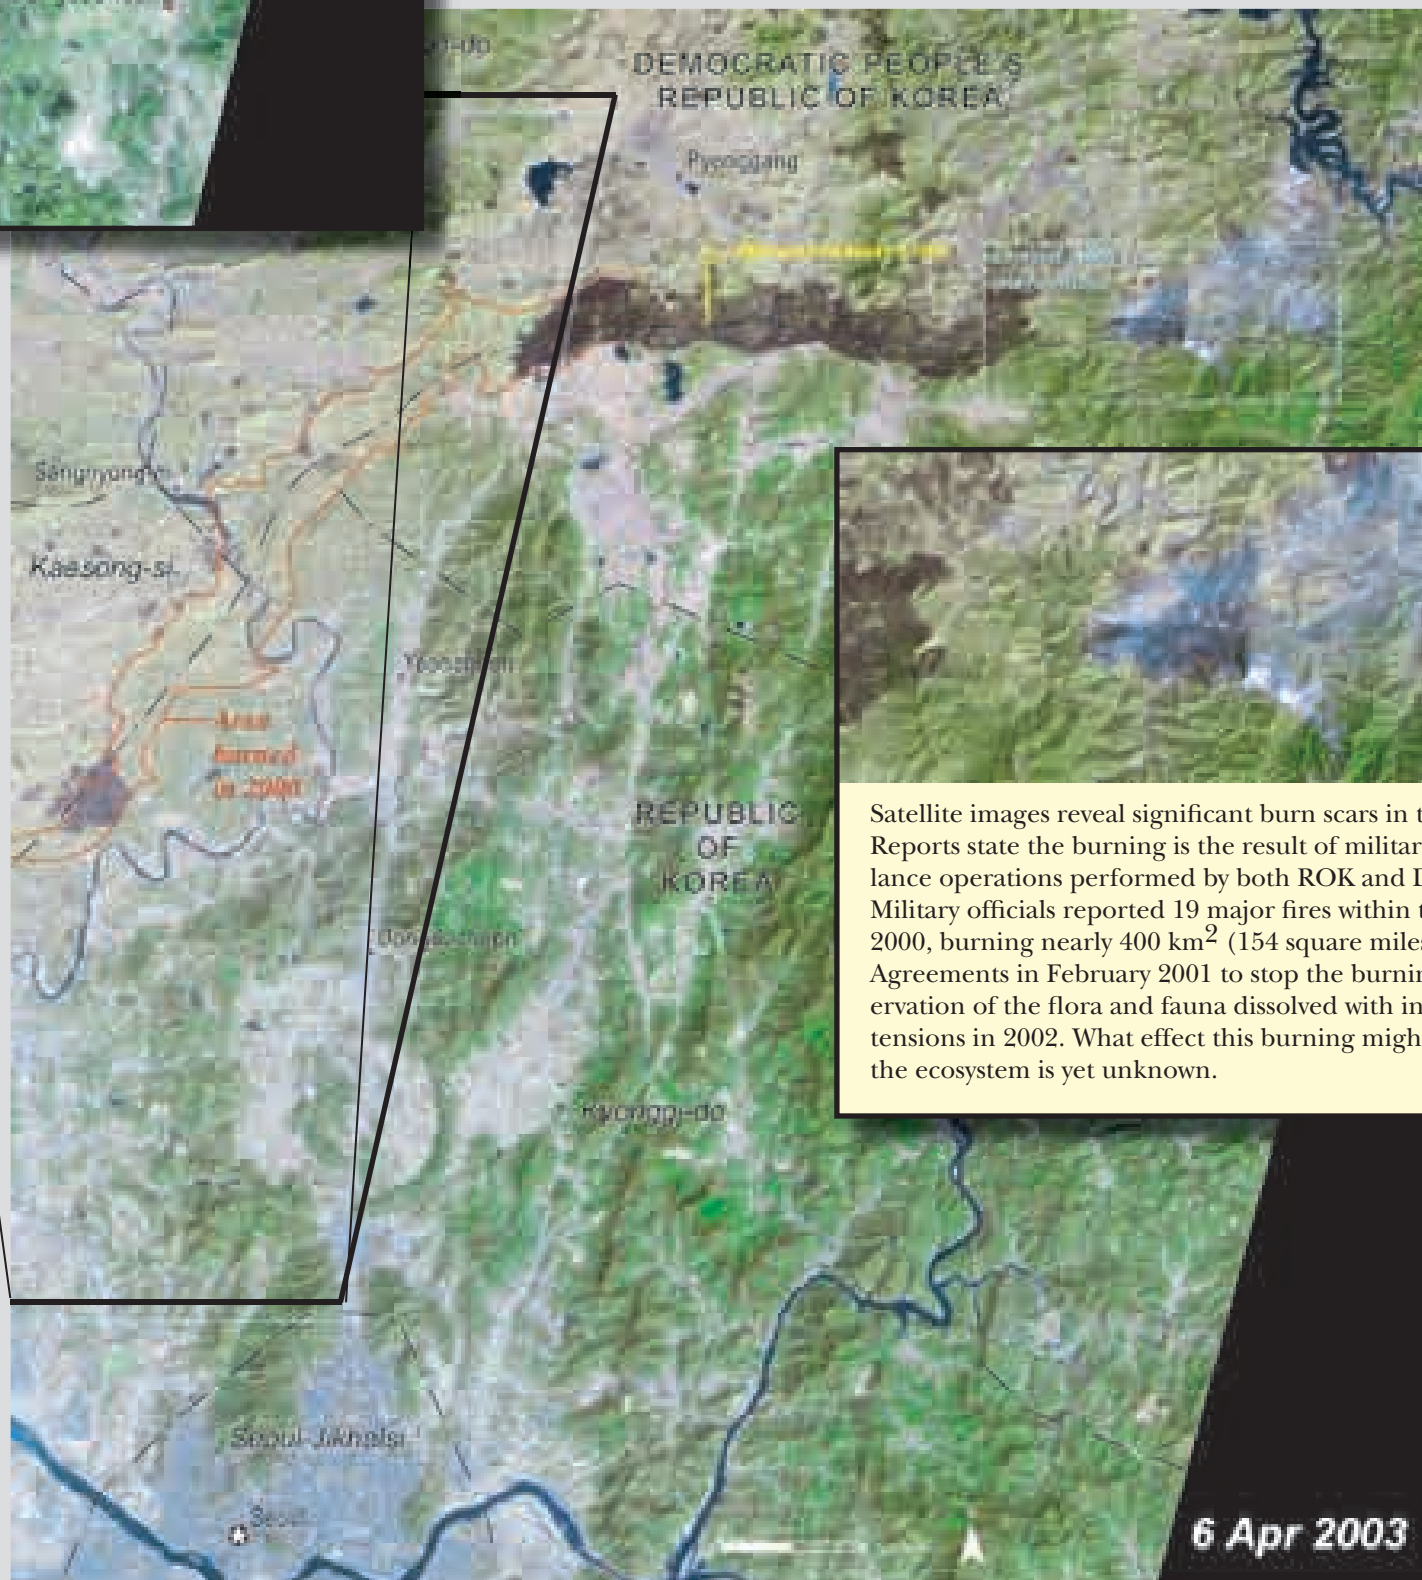 DEMOCRATIC PEOPLE'S
REPUBLIC OF KOREA
Pyonggang
Kaesong-si
Area
burned
in 2000
REPUBLIC
OF
KOREA
Kyonggi-do
Seoul-Jikhalsi
Seoul
Satellite images reveal significant burn scars in t
Reports state the burning is the result of militar
lance operations performed by both ROK and D
Military officials reported 19 major fires within t
2000, burning nearly 400 km² (154 square miles
Agreements in February 2001 to stop the burnin
ervation of the flora and fauna dissolved with in
tensions in 2002. What effect this burning migh
the ecosystem is yet unknown.
6 Apr 2003